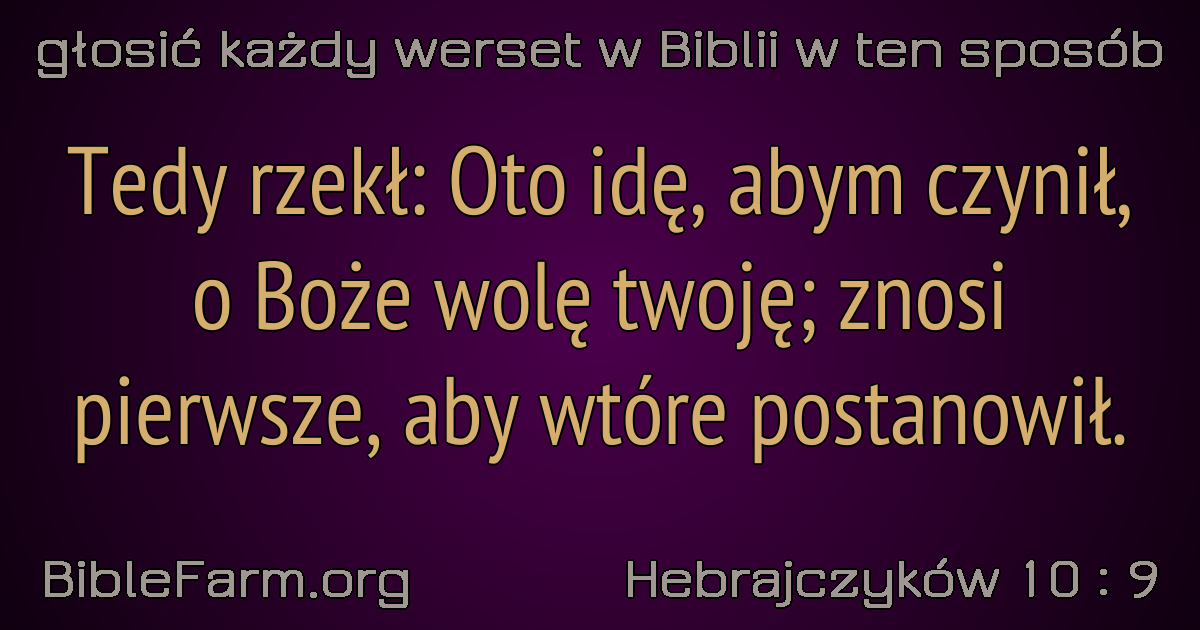 głosić każdy werset w Biblii w ten sposób
Tedy rzekł: Oto idę, abym czynił,
o Boże wolę twoję; znosi
pierwsze, aby wtóre postanowił.
BibleFarm.org
Hebrajczyków 10 : 9